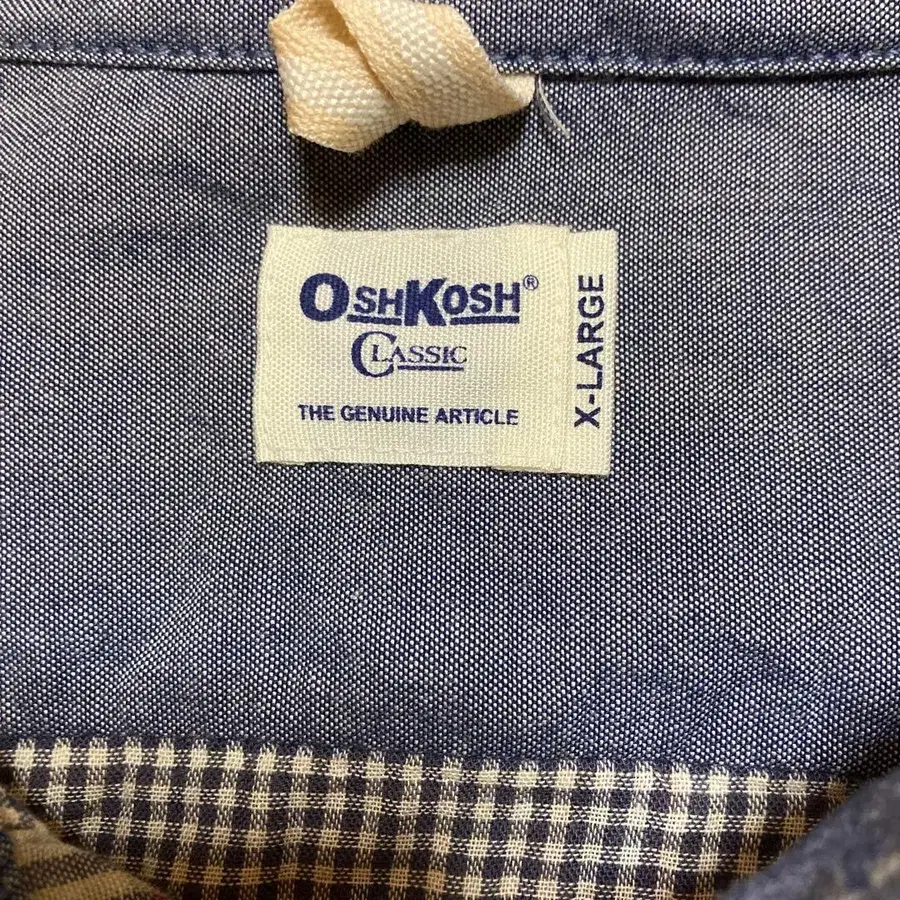 OSHKOSH®
CLASSIC
THE GENUINE ARTICLE
X-LARGE